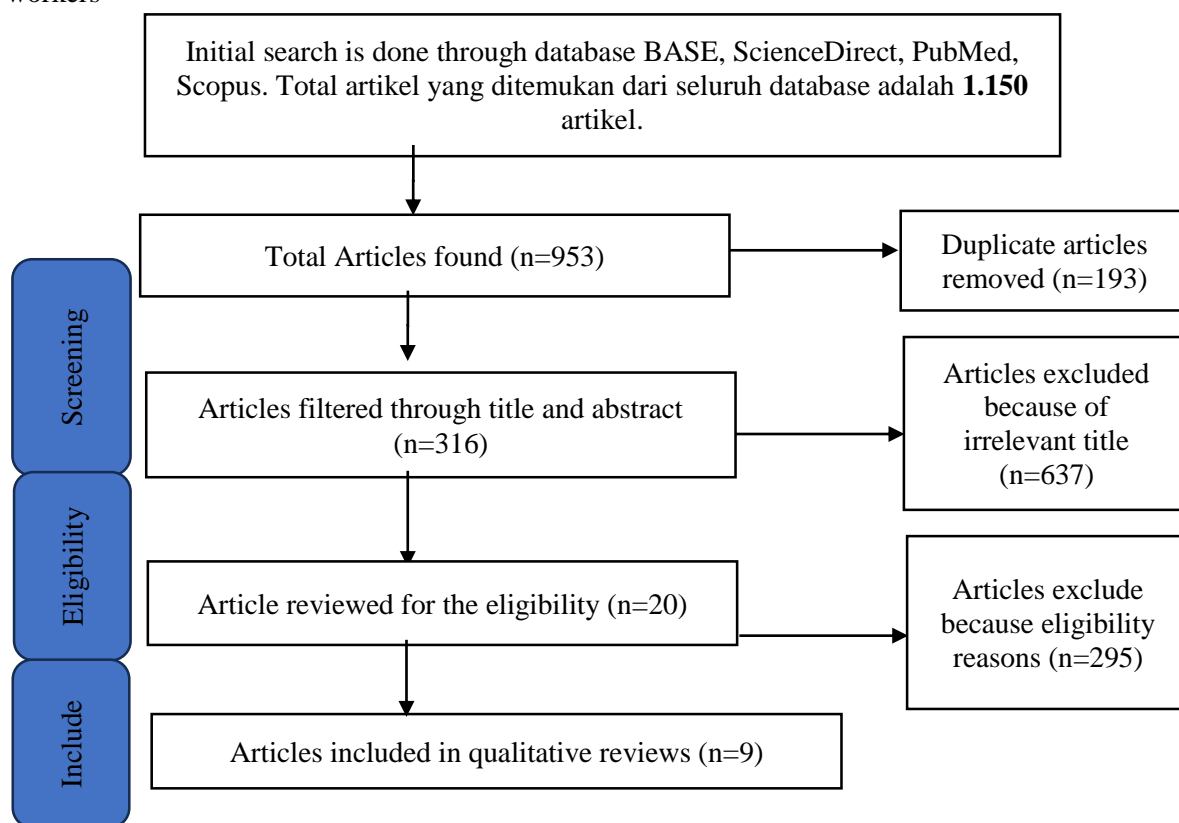 workers
Initial search is done through database BASE, ScienceDirect, PubMed,
Scopus. Total artikel yang ditemukan dari seluruh database adalah 1.150
artikel.
Total Articles found (n=953)
Duplicate articles
removed (n=193)
Screening
Articles filtered through title and abstract
(n=316)
Articles excluded
because of
irrelevant title
(n=637)
Eligibility
Article reviewed for the eligibility (n=20)
Articles exclude
because eligibility
reasons (n=295)
Include
Articles included in qualitative reviews (n=9)